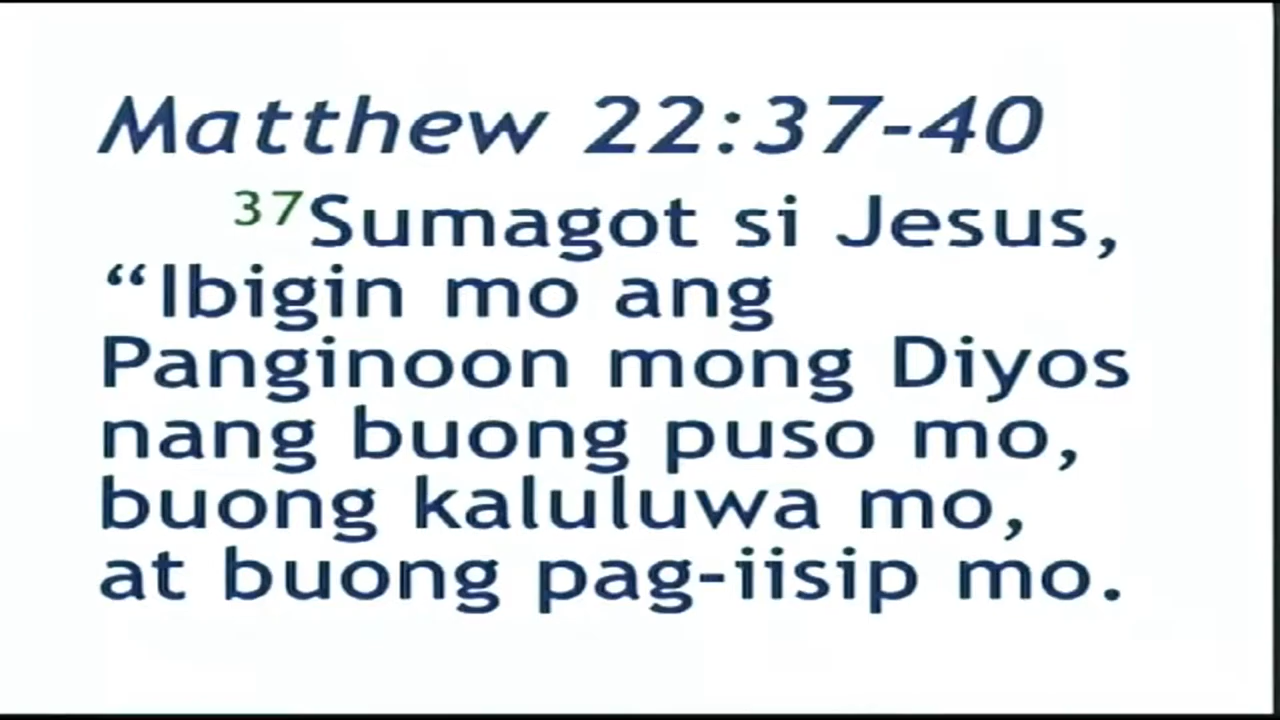 Matthew 22:37-40
37Sumagot si Jesus,
“Ibigin mo ang
Panginoon mong Diyos
nang buong puso mo,
buong kaluluwa mo,
at buong pag-iisip mo.